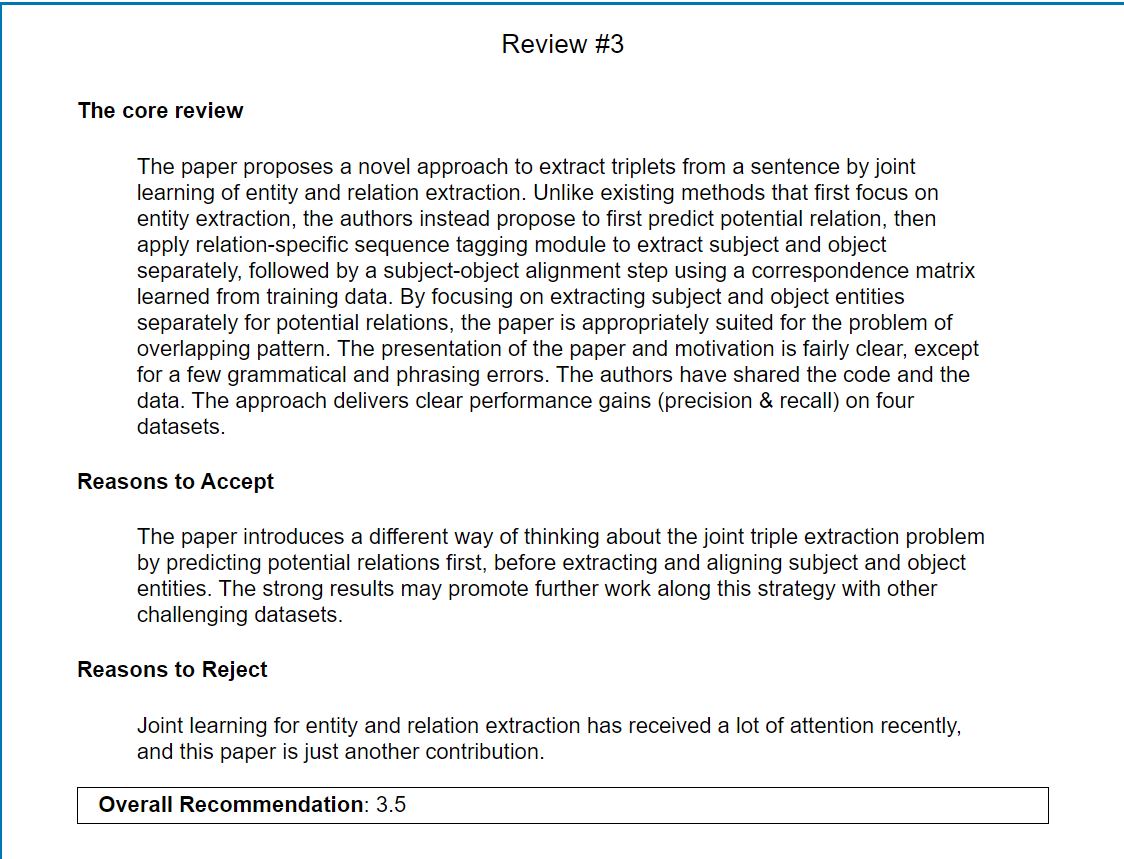 Review #3
The core review
The paper proposes a novel approach to extract triplets from a sentence by joint
learning of entity and relation extraction. Unlike existing methods that first focus on
entity extraction, the authors instead propose to first predict potential relation, then
apply relation-specific sequence tagging module to extract subject and object
separately, followed by a subject-object alignment step using a correspondence matrix
learned from training data. By focusing on extracting subject and object entities
separately for potential relations, the paper is appropriately suited for the problem of
overlapping pattern. The presentation of the paper and motivation is fairly clear, except
for a few grammatical and phrasing errors. The authors have shared the code and the
data. The approach delivers clear performance gains (precision & recall) on four
datasets.
Reasons to Accept
The paper introduces a different way of thinking about the joint triple extraction problem
by predicting potential relations first, before extracting and aligning subject and object
entities. The strong results may promote further work along this strategy with other
challenging datasets.
Reasons to Reject
Joint learning for entity and relation extraction has received a lot of attention recently,
and this paper is just another contribution.
Overall Recommendation: 3.5